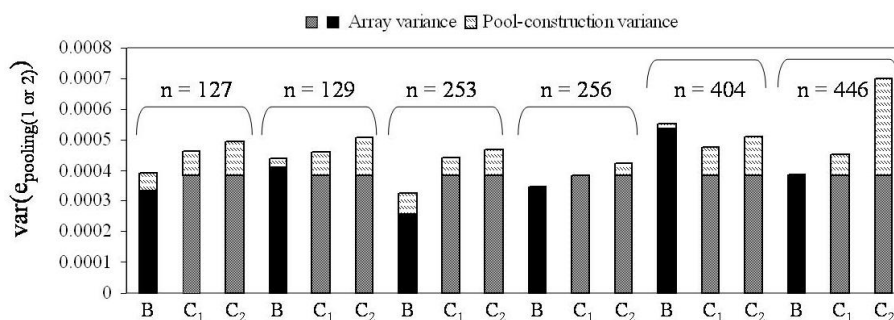 Array variance Pool-construction variance
0.0008
0.0007
0.0006
0.0005
0.0004
0.0003
0.0002
0.0001
0
var(e_pooling(1 or 2))
n = 127 n = 129 n = 253 n = 256 n = 404 n = 446
B C₁ C₂ B C₁ C₂ B C₁ C₂ B C₁ C₂ B C₁ C₂ B C₁ C₂